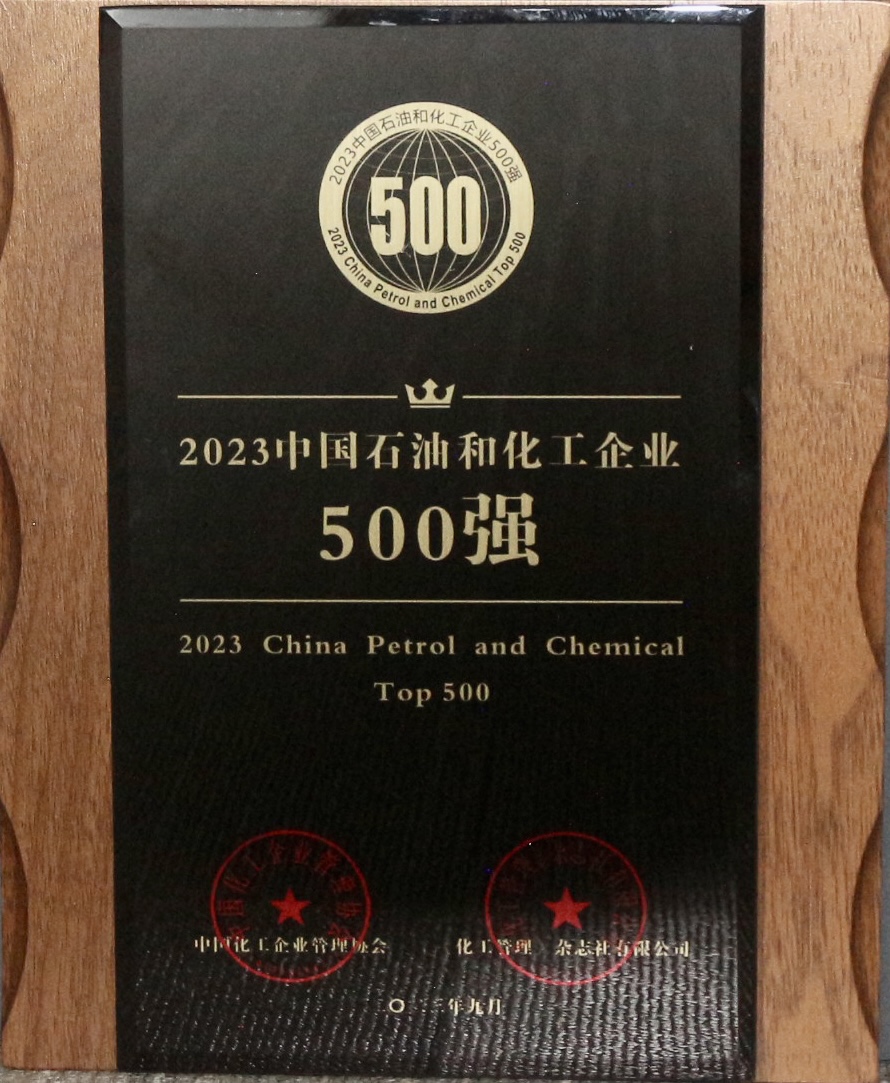 2023中国石油和化工企业500强
500
2023 China Petrol and Chemical Top 500
2023中国石油和化工企业
500强
2023 China Petrol and Chemical
Top 500
中国化工企业管理协会
化工管理 杂志社有限公司
年九月